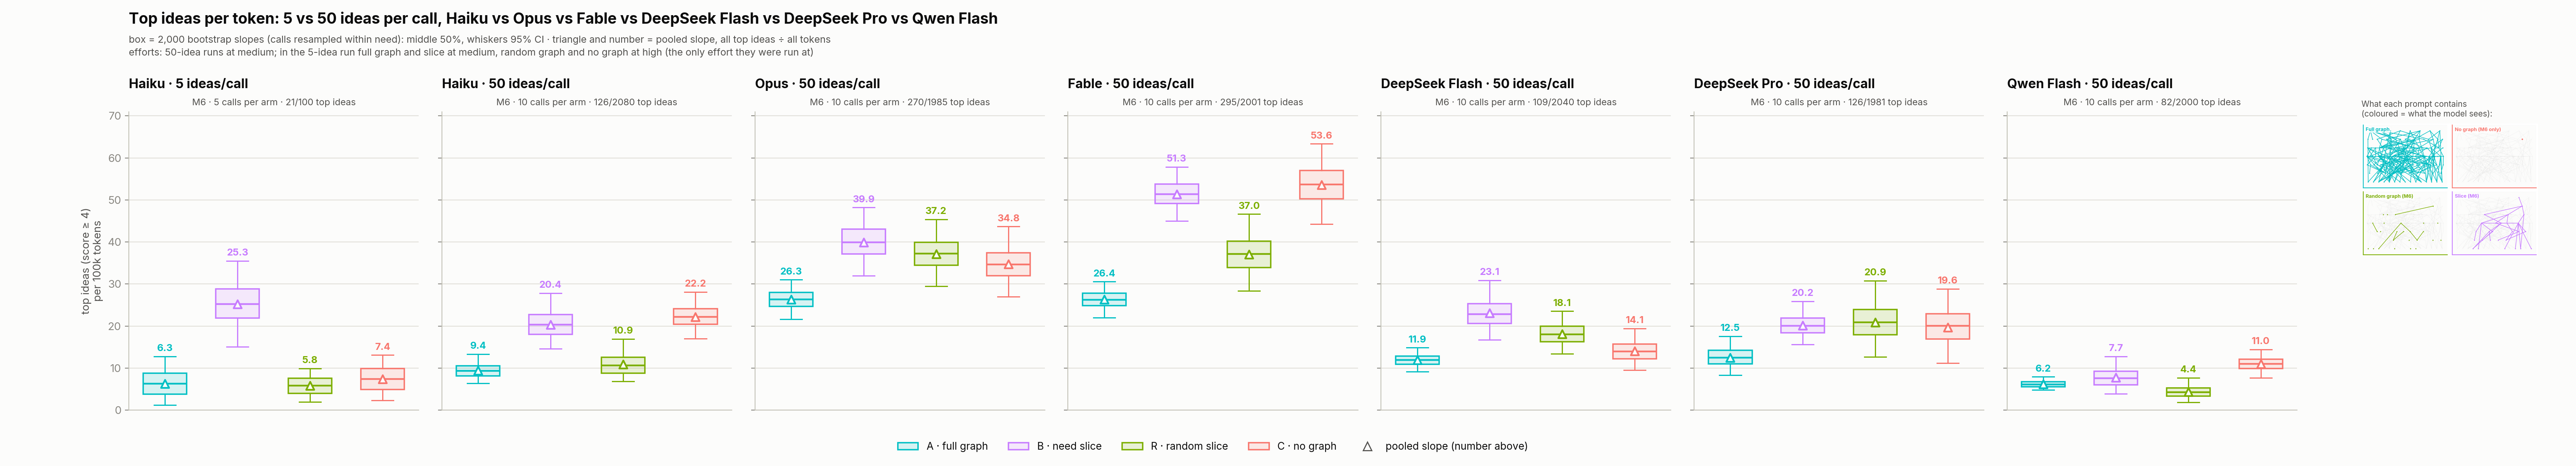 Top ideas per token: 5 vs 50 ideas per call, Haiku vs Opus vs Fable vs DeepSeek Flash vs DeepSeek Pro vs Qwen Flash
box = 2,000 bootstrap slopes (calls resampled within need): middle 50%, whiskers 95% CI · triangle and number = pooled slope, all top ideas ÷ all tokens
efforts: 50-idea runs at medium; in the 5-idea run full graph and slice at medium, random graph and no graph at high (the only effort they were run at)
top ideas (score ≥ 4)
per 100k tokens
70
60
50
40
30
20
10
0
Haiku · 5 ideas/call
M6 · 5 calls per arm · 21/100 top ideas
6.3
25.3
5.8
7.4
Haiku · 50 ideas/call
M6 · 10 calls per arm · 126/2080 top ideas
9.4
20.4
10.9
22.2
Opus · 50 ideas/call
M6 · 10 calls per arm · 270/1985 top ideas
26.3
39.9
37.2
34.8
Fable · 50 ideas/call
M6 · 10 calls per arm · 295/2001 top ideas
26.4
51.3
37.0
53.6
DeepSeek Flash · 50 ideas/call
M6 · 10 calls per arm · 109/2040 top ideas
11.9
23.1
18.1
14.1
DeepSeek Pro · 50 ideas/call
M6 · 10 calls per arm · 126/1981 top ideas
12.5
20.2
20.9
19.6
Qwen Flash · 50 ideas/call
M6 · 10 calls per arm · 82/2000 top ideas
6.2
7.7
4.4
11.0
What each prompt contains
(coloured = what the model sees):
Full graph
No graph (M6 only)
Random graph (M6)
Slice (M6)
A · full graph
B · need slice
R · random slice
C · no graph
pooled slope (number above)